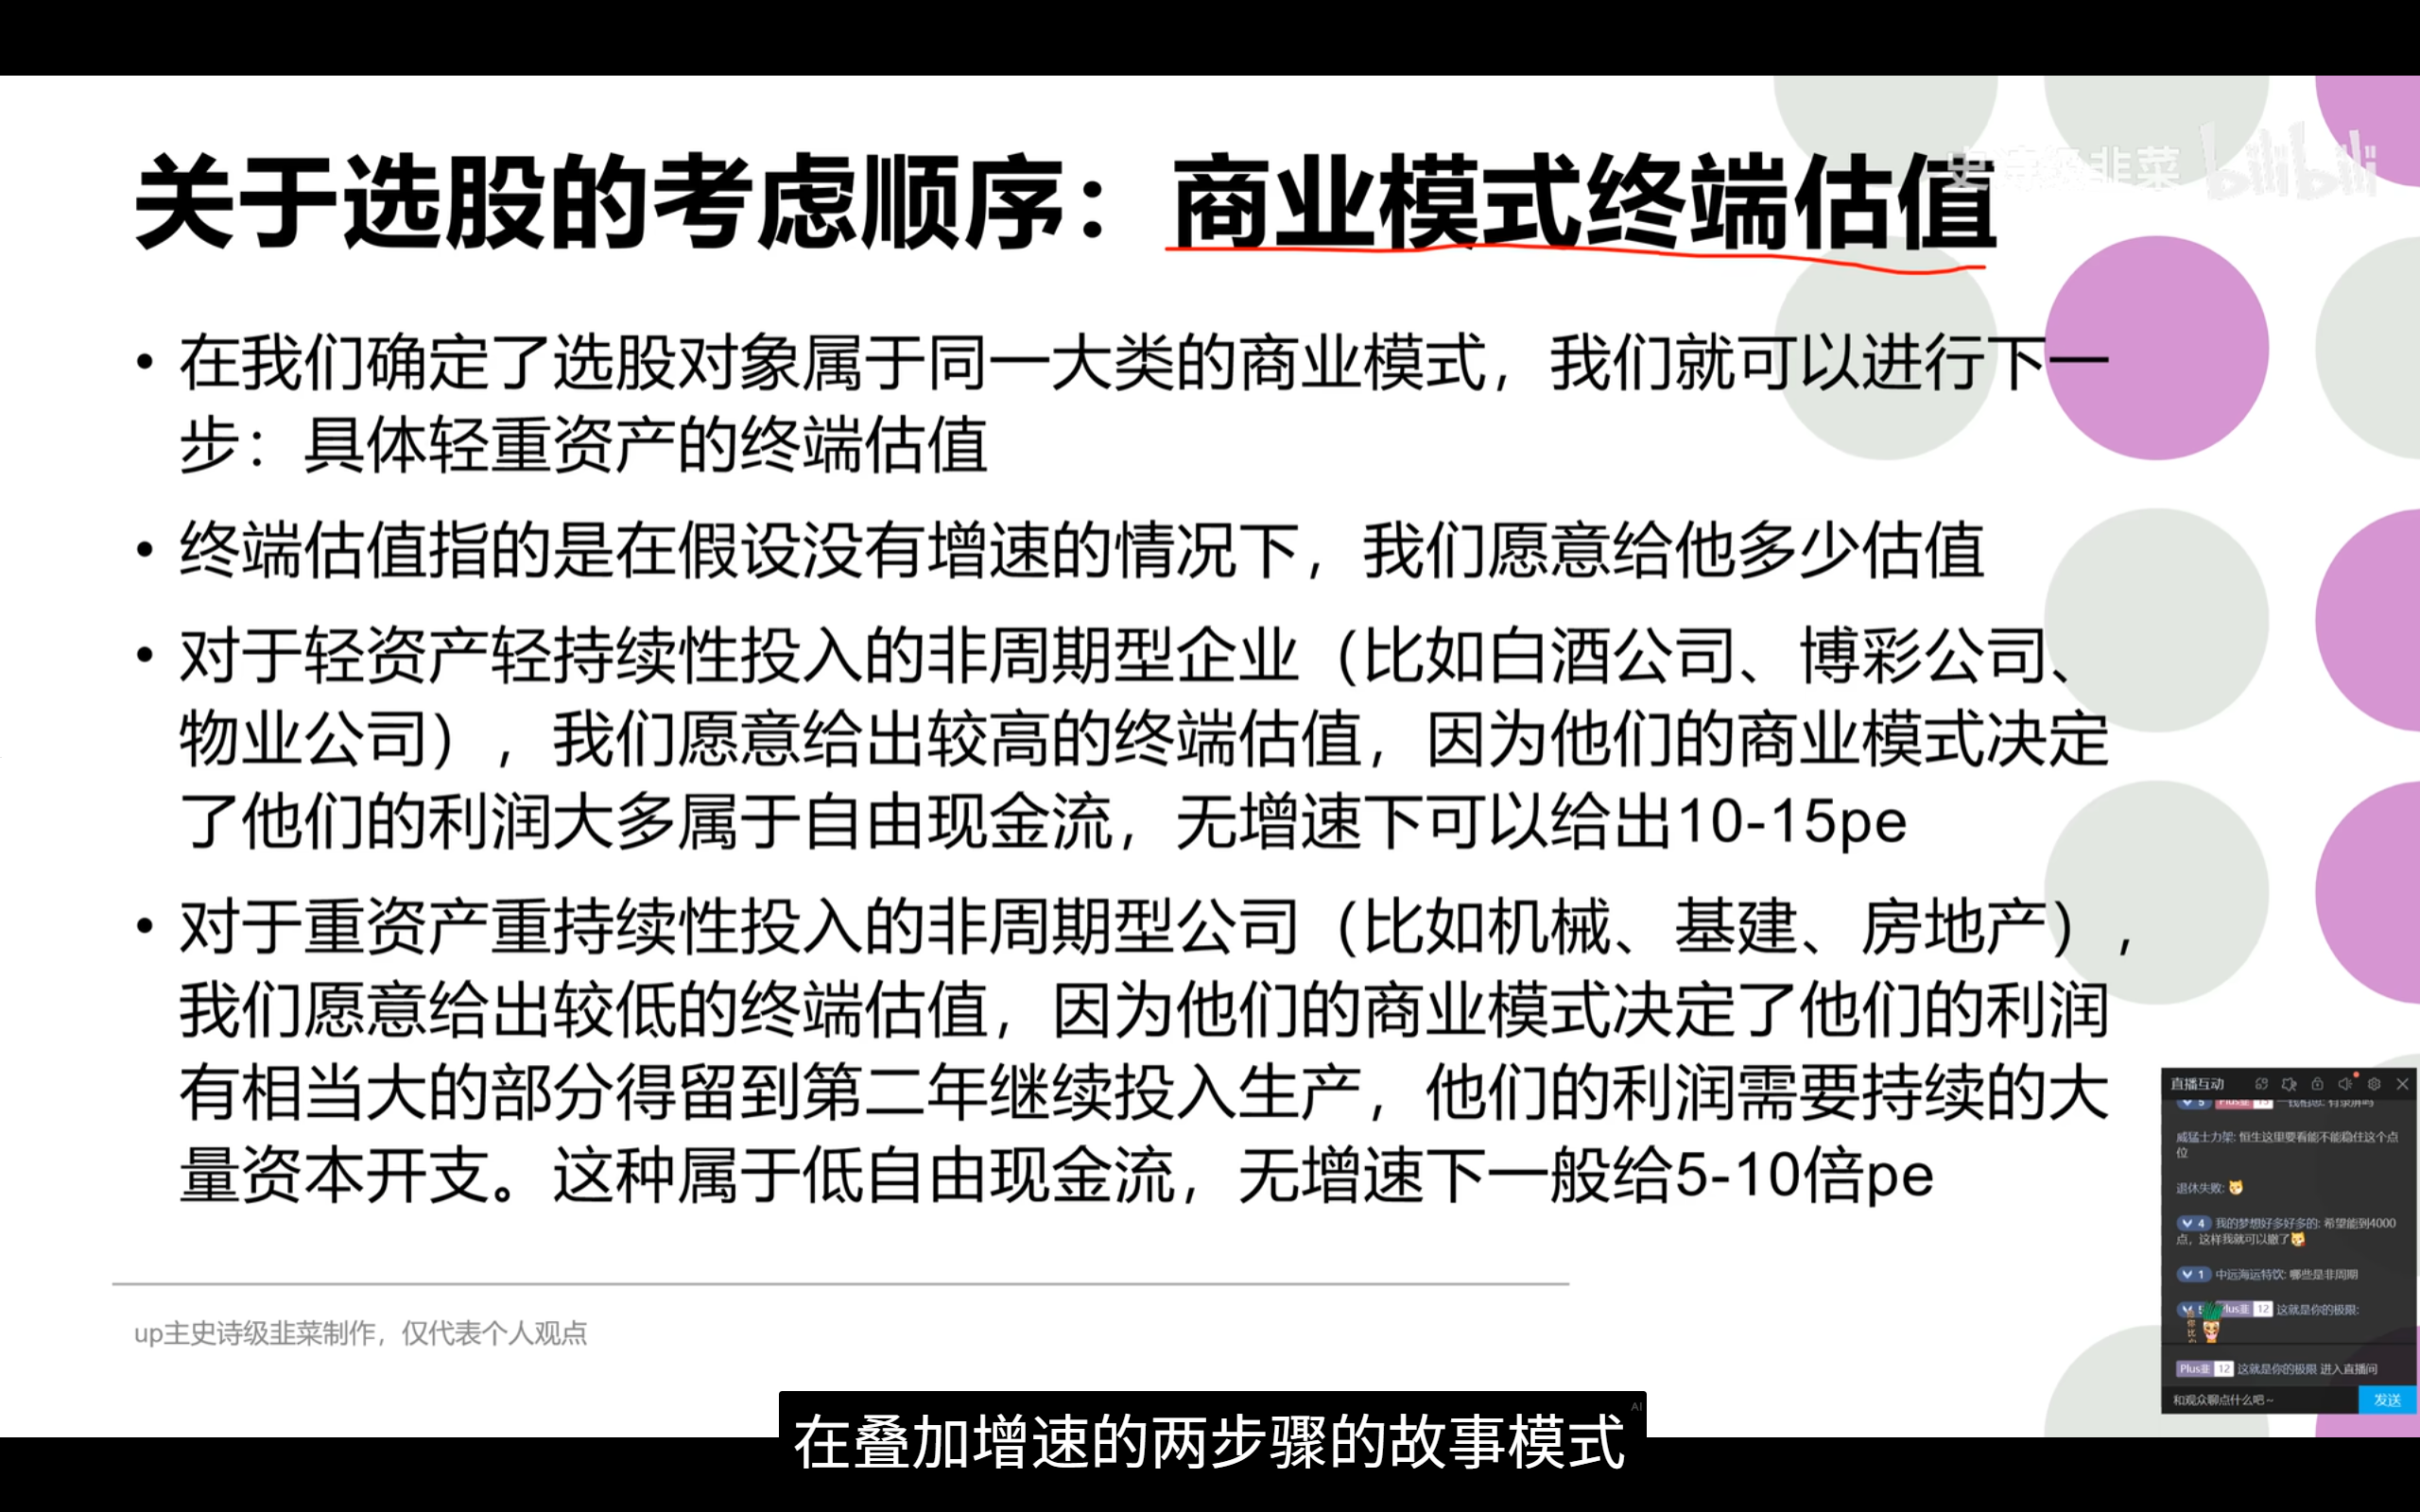 史诗级韭菜 bilibili
关于选股的考虑顺序：商业模式终端估值
• 在我们确定了选股对象属于同一大类的商业模式，我们就可以进行下一
步：具体轻重资产的终端估值
• 终端估值指的是在假设没有增速的情况下，我们愿意给他多少估值
• 对于轻资产轻持续性投入的非周期型企业（比如白酒公司、博彩公司、
物业公司），我们愿意给出较高的终端估值，因为他们的商业模式决定
了他们的利润大多属于自由现金流，无增速下可以给出10-15pe
• 对于重资产重持续性投入的非周期型公司（比如机械、基建、房地产），
我们愿意给出较低的终端估值，因为他们的商业模式决定了他们的利润
有相当大的部分得留到第二年继续投入生产，他们的利润需要持续的大
量资本开支。这种属于低自由现金流，无增速下一般给5-10倍pe
up主史诗级韭菜制作，仅代表个人观点
直播互动
威猛士力架: 恒生这里要看能不能稳住这个点
位
退休失败:
4 我的梦想好多好多的: 希望能到4000
点，这样我就可以撤了
1 中远海运特饮: 哪些是非周期
12 这就是你的极限:
Plus韭 12 这就是你的极限 进入直播间
和观众聊点什么吧~
发送
AI
在叠加增速的两步骤的故事模式